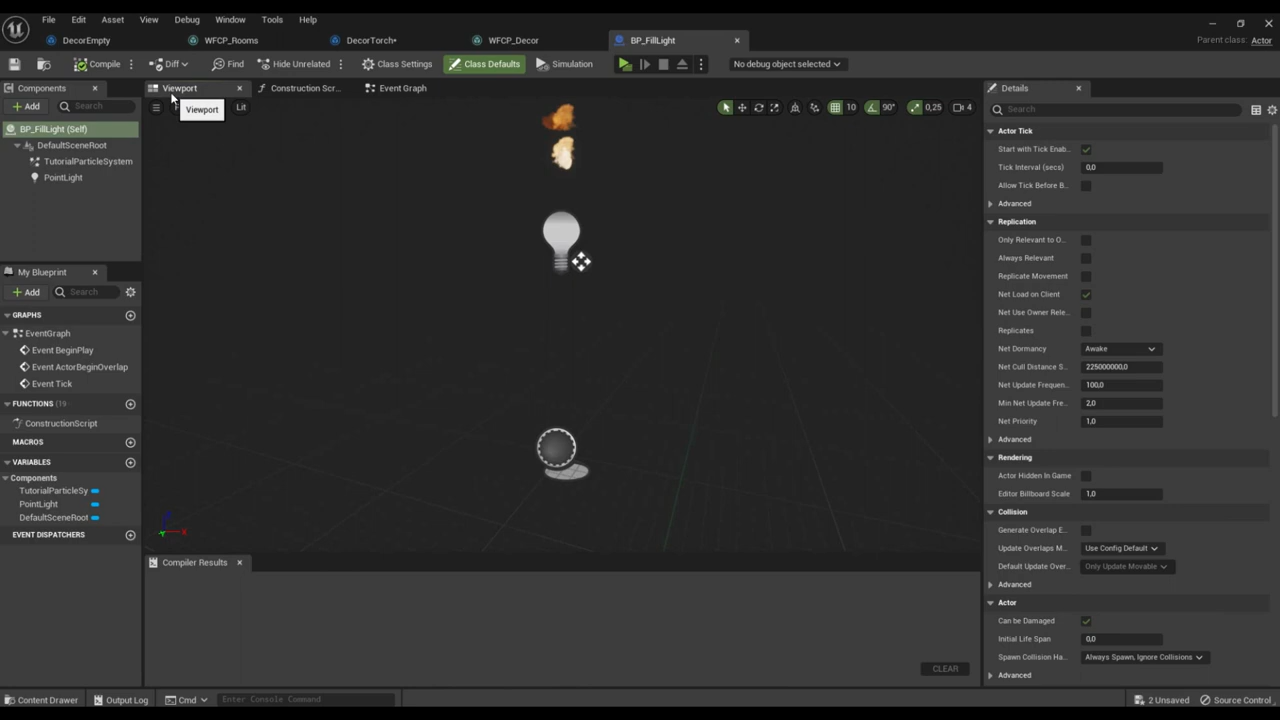 File Edit Asset View Debug Window Tools Help
DecorEmpty WFCP_Rooms DecorTorch• WFCP_Decor BP_FillLight
Parent class: Actor
Compile Diff Find Hide Unrelated Class Settings Class Defaults Simulation No debug object selected
Components
Add Search
BP_FillLight (Self)
DefaultSceneRoot
TutorialParticleSystem
PointLight
My Blueprint
Add Search
GRAPHS
EventGraph
Event BeginPlay
Event ActorBeginOverlap
Event Tick
FUNCTIONS (19
ConstructionScript
MACROS
VARIABLES
Components
TutorialParticleSy
PointLight
DefaultSceneRoot
EVENT DISPATCHERS
Viewport Construction Scr... Event Graph
Viewport
Lit
10 90° 0,25 4
Compiler Results
CLEAR
Details
Search
Actor Tick
Start with Tick Enab...
Tick Interval (secs) 0,0
Allow Tick Before B...
Advanced
Replication
Only Relevant to O...
Always Relevant
Replicate Movement
Net Load on Client
Net Use Owner Rele...
Replicates
Net Dormancy Awake
Net Cull Distance S... 225000000,0
Net Update Frequen... 100,0
Min Net Update Fre... 2,0
Net Priority 1,0
Advanced
Rendering
Actor Hidden In Game
Editor Billboard Scale 1,0
Collision
Generate Overlap E...
Update Overlaps M... Use Config Default
Default Update Over... Only Update Movable
Advanced
Actor
Can be Damaged
Initial Life Span 0,0
Spawn Collision Ha... Always Spawn, Ignore Collisions
Advanced
Content Drawer Output Log Cmd Enter Console Command 2 Unsaved Source Control